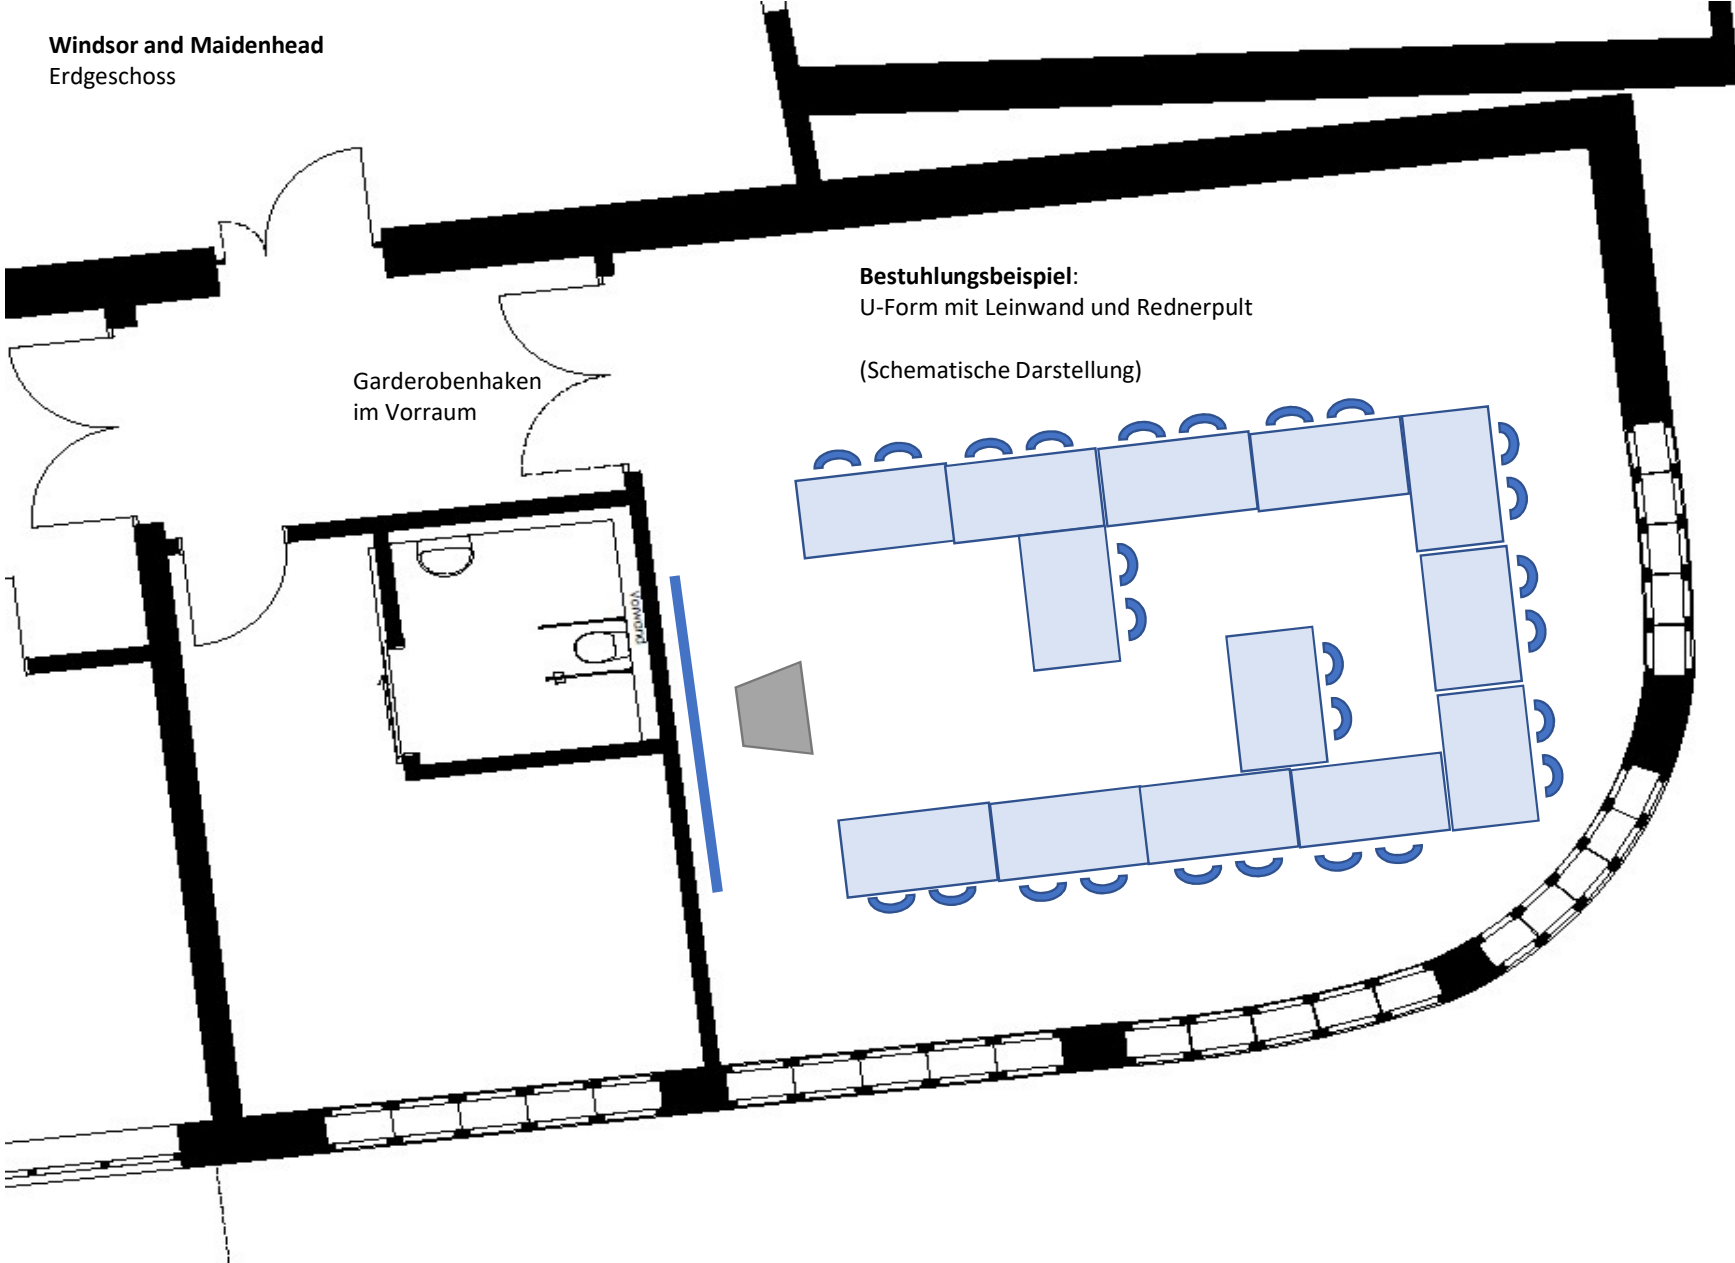 Windsor and Maidenhead
Erdgeschoss
Bestuhlungsbeispiel:
U-Form mit Leinwand und Rednerpult
(Schematische Darstellung)
Garderobenhaken
im Vorraum
Vorwand